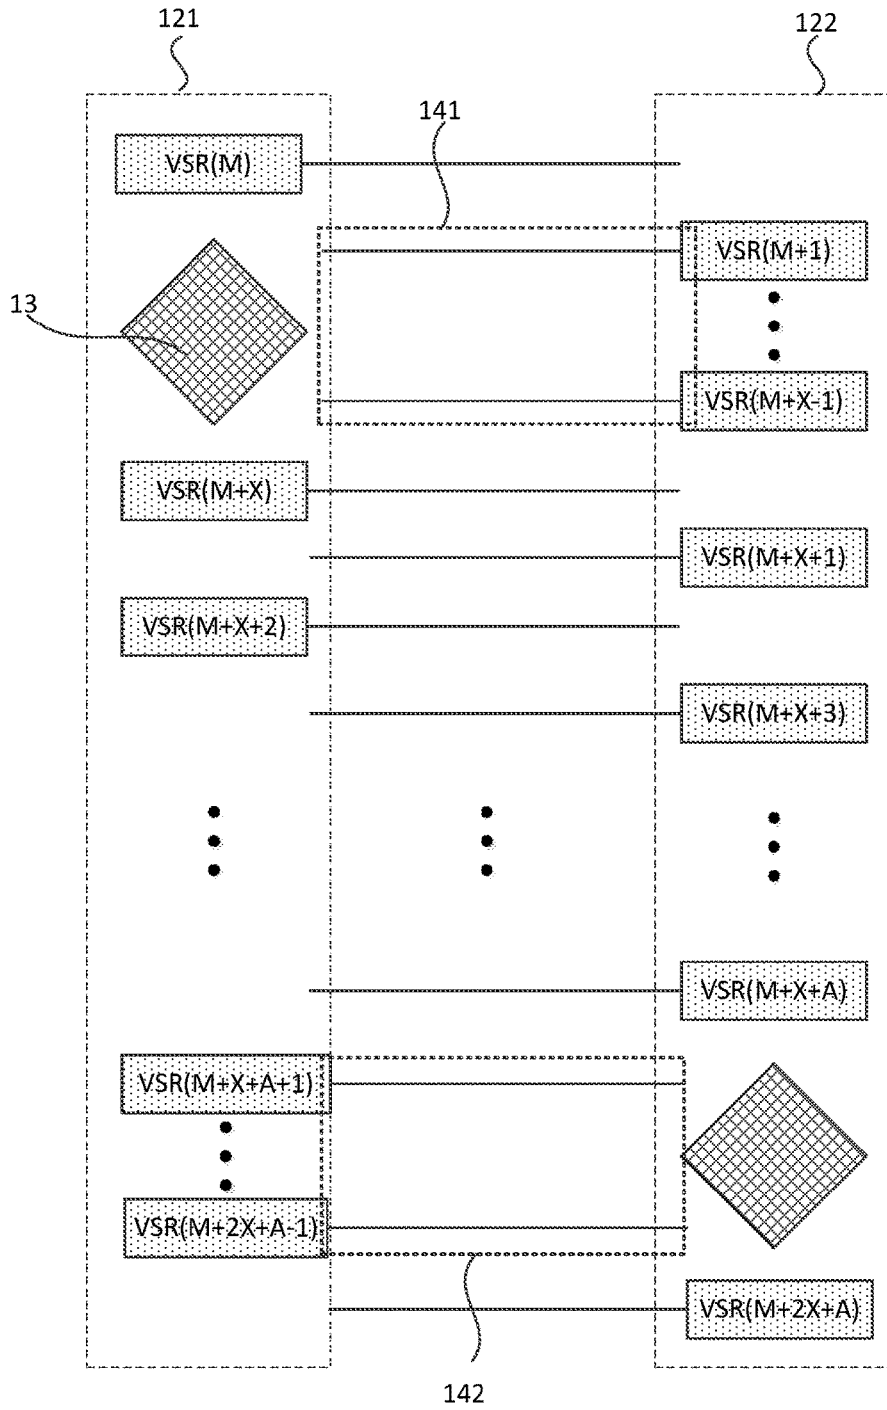 121
122
141
VSR(M)
VSR(M+1)
13
VSR(M+X-1)
VSR(M+X)
VSR(M+X+1)
VSR(M+X+2)
VSR(M+X+3)
VSR(M+X+A)
VSR(M+X+A+1)
VSR(M+2X+A-1)
VSR(M+2X+A)
142